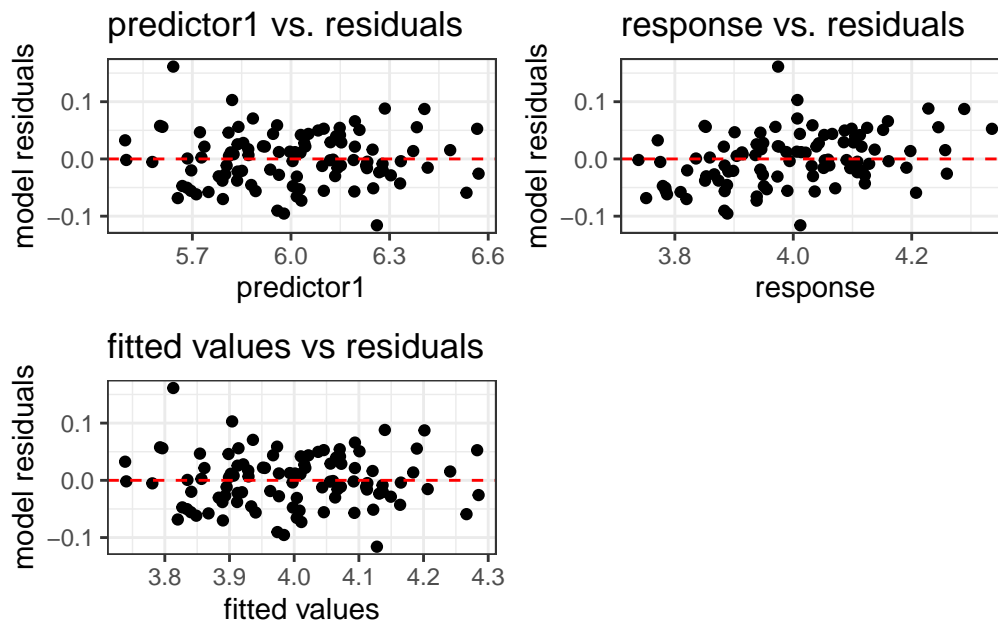 predictor1 vs. residuals
model residuals
0.1
0.0
−0.1
5.7 6.0 6.3 6.6
predictor1
response vs. residuals
model residuals
0.1
0.0
−0.1
3.8 4.0 4.2
response
fitted values vs residuals
model residuals
0.1
0.0
−0.1
3.8 3.9 4.0 4.1 4.2 4.3
fitted values